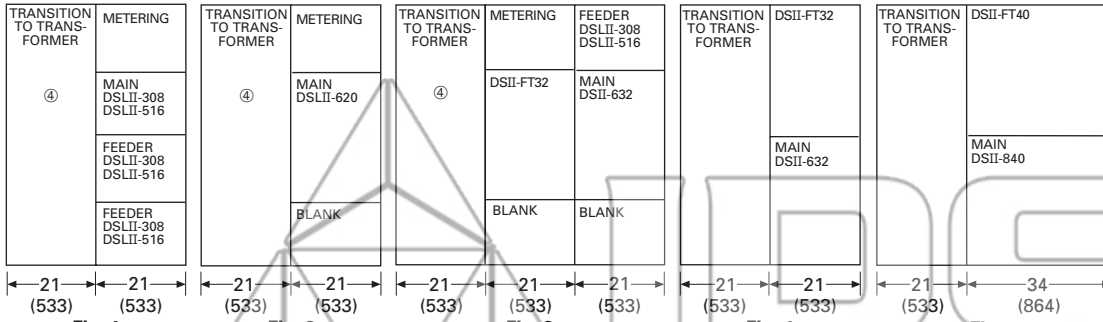 TRANSITION
TO TRANS-
FORMER
④
METERING
MAIN
DSLII-308
DSLII-516
FEEDER
DSLII-308
DSLII-516
FEEDER
DSLII-308
DSLII-516
21
(533)
21
(533)
TRANSITION
TO TRANS-
FORMER
④
METERING
MAIN
DSLII-620
BLANK
21
(533)
21
(533)
TRANSITION
TO TRANS-
FORMER
④
METERING
DSII-FT32
BLANK
FEEDER
DSLII-308
DSLII-516
MAIN
DSII-632
BLANK
21
(533)
21
(533)
21
(533)
TRANSITION
TO TRANS-
FORMER
DSII-FT32
MAIN
DSII-632
21
(533)
21
(533)
TRANSITION
TO TRANS-
FORMER
DSII-FT40
MAIN
DSII-840
21
(533)
34
(864)